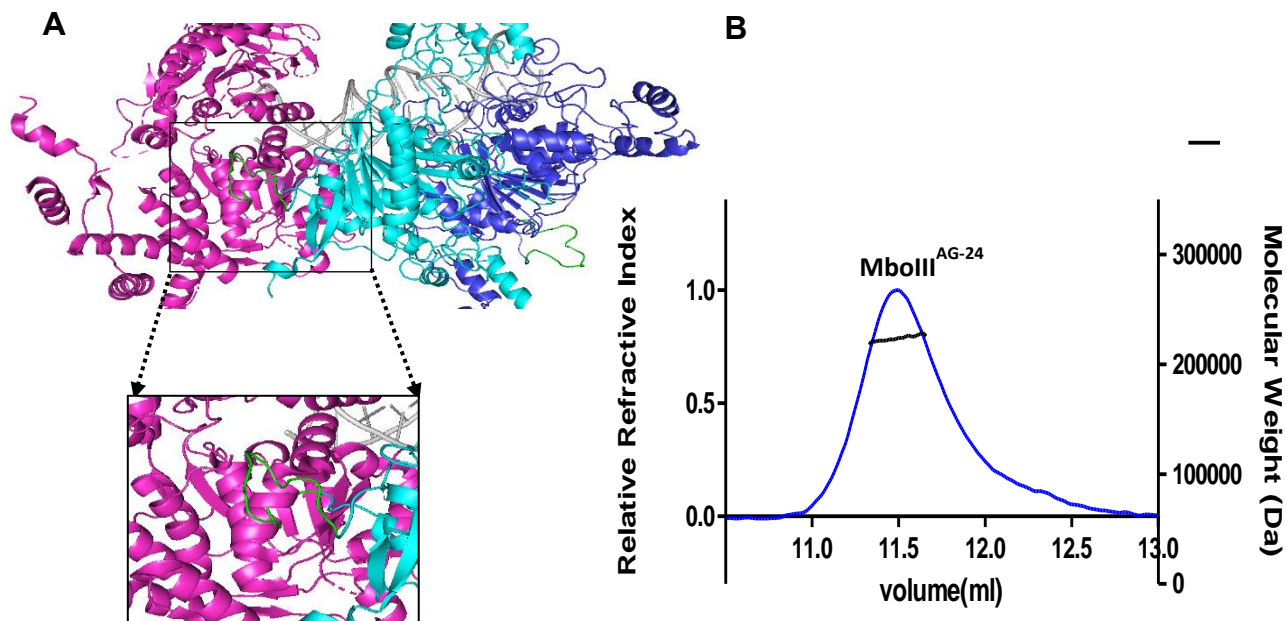 A
B
MboIII^AG-24
Relative Refractive Index
1.0
0.5
0.0
11.0 11.5 12.0 12.5 13.0
volume(ml)
300000
200000
100000
0
Molecular Weight (Da)